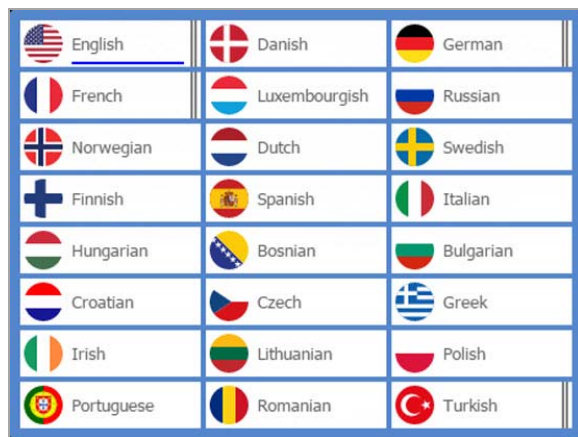 English
Danish
German
French
Luxembourgish
Russian
Norwegian
Dutch
Swedish
Finnish
Spanish
Italian
Hungarian
Bosnian
Bulgarian
Croatian
Czech
Greek
Irish
Lithuanian
Polish
Portuguese
Romanian
Turkish